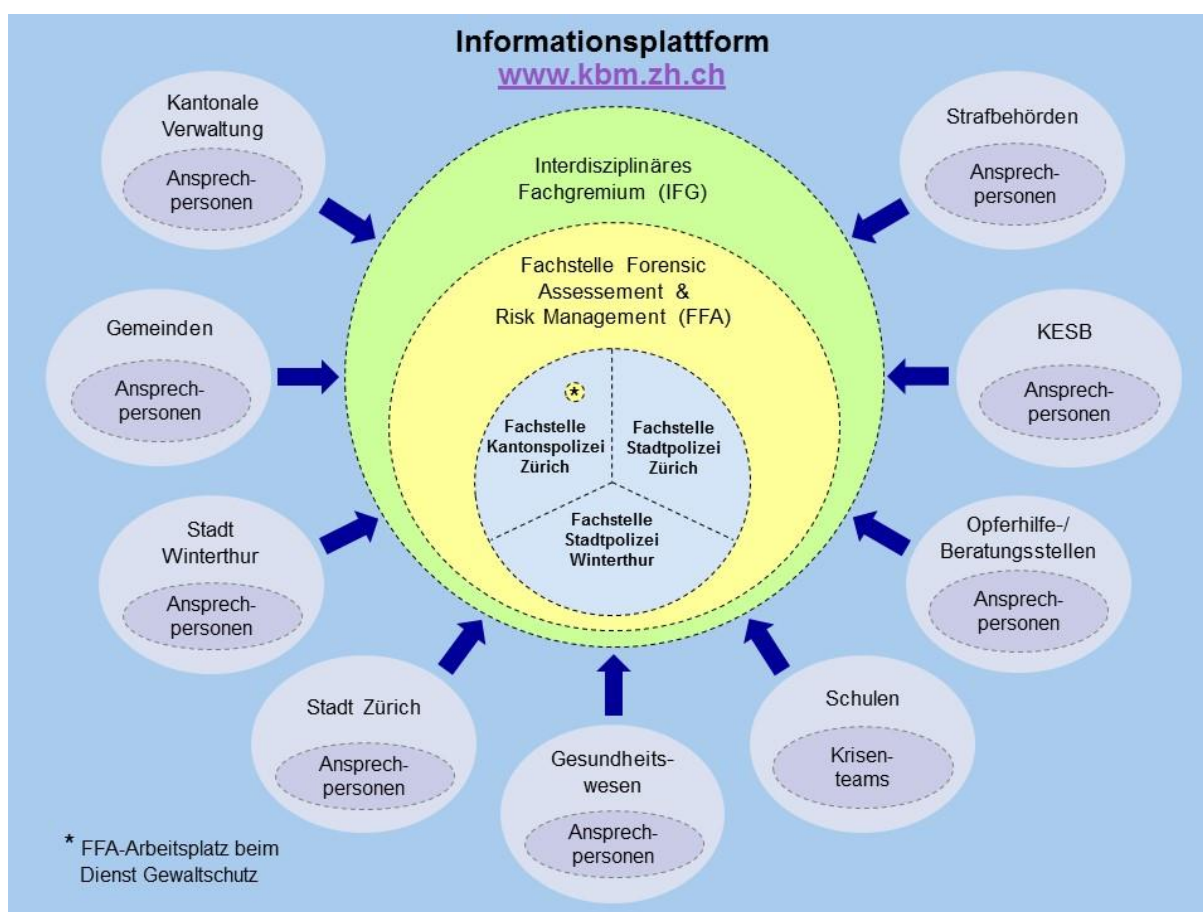 Informationsplattform
www.kbm.zh.ch
Kantonale
Verwaltung
Ansprech-
personen
Strafbehörden
Ansprech-
personen
Interdisziplinäres
Fachgremium (IFG)
Fachstelle Forensic
Assessement &
Risk Management (FFA)
Gemeinden
Ansprech-
personen
KESB
Ansprech-
personen
*
Fachstelle
Kantonspolizei
Zürich
Fachstelle
Stadtpolizei
Zürich
Fachstelle
Stadtpolizei
Winterthur
Stadt
Winterthur
Ansprech-
personen
Opferhilfe-/
Beratungsstellen
Ansprech-
personen
Stadt Zürich
Ansprech-
personen
Gesundheits-
wesen
Ansprech-
personen
Schulen
Krisen-
teams
* FFA-Arbeitsplatz beim
Dienst Gewaltschutz